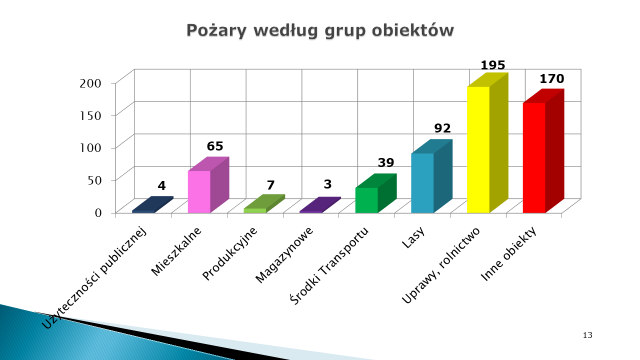 Pożary według grup obiektów
200
150
100
50
0
4
65
7
3
39
92
195
170
Użyteczności publicznej
Mieszkalne
Produkcyjne
Magazynowe
Środki Transportu
Lasy
Uprawy, rolnictwo
Inne obiekty
13